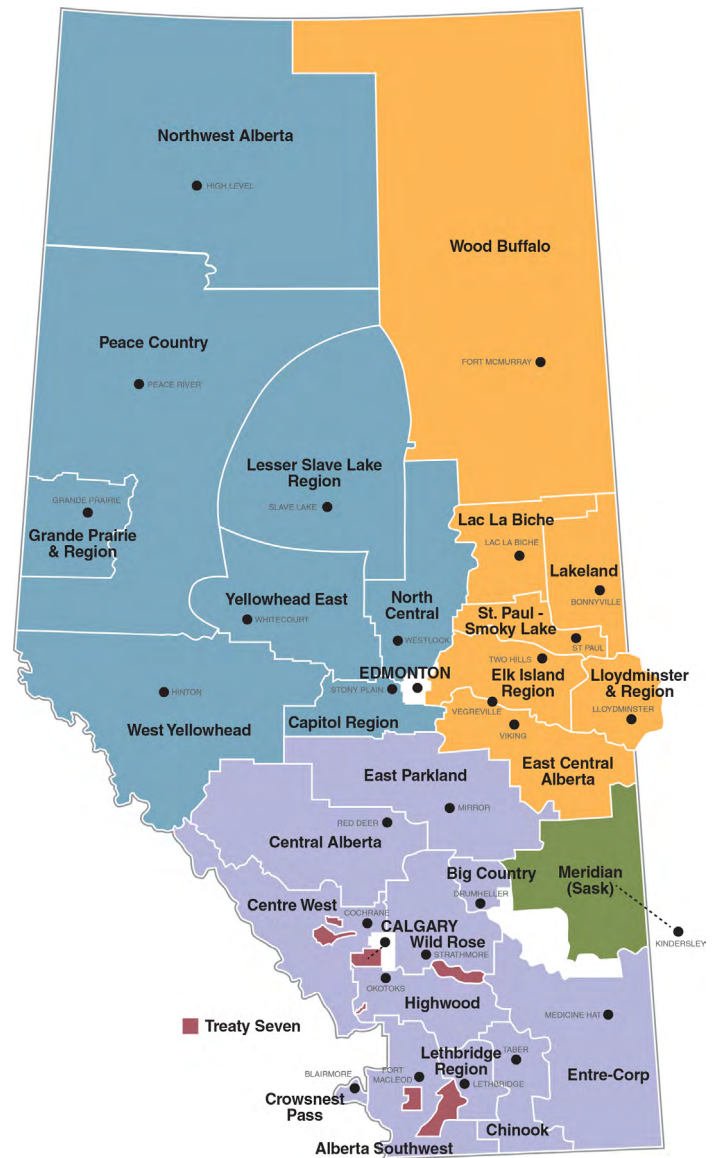 Northwest Alberta
HIGH LEVEL
Wood Buffalo
Peace Country
FORT MCMURRAY
PEACE RIVER
Lesser Slave Lake
Region
GRANDE PRAIRIE
SLAVE LAKE
Grande Prairie
& Region
Lac La Biche
LAC LA BICHE
Lakeland
BONNYVILLE
Yellowhead East
WHITECOURT
North
Central
WESTLOCK
St. Paul -
Smoky Lake
ST PAUL
TWO HILLS
EDMONTON
STONY PLAIN
Elk Island
Region
Lloydminster
& Region
LLOYDMINSTER
HINTON
West Yellowhead
Capitol Region
VEGREVILLE
VIKING
East Central
Alberta
East Parkland
MIRROR
RED DEER
Central Alberta
Big Country
DRUMHELLER
Meridian
(Sask)
KINDERSLEY
Centre West
COCHRANE
CALGARY
Wild Rose
STRATHMORE
OKOTOKS
Highwood
MEDICINE HAT
Treaty Seven
Lethbridge
Region
TABER
BLAIRMORE
FORT
MACLEOD
LETHBRIDGE
Entre-Corp
Crowsnest
Pass
Chinook
Alberta Southwest